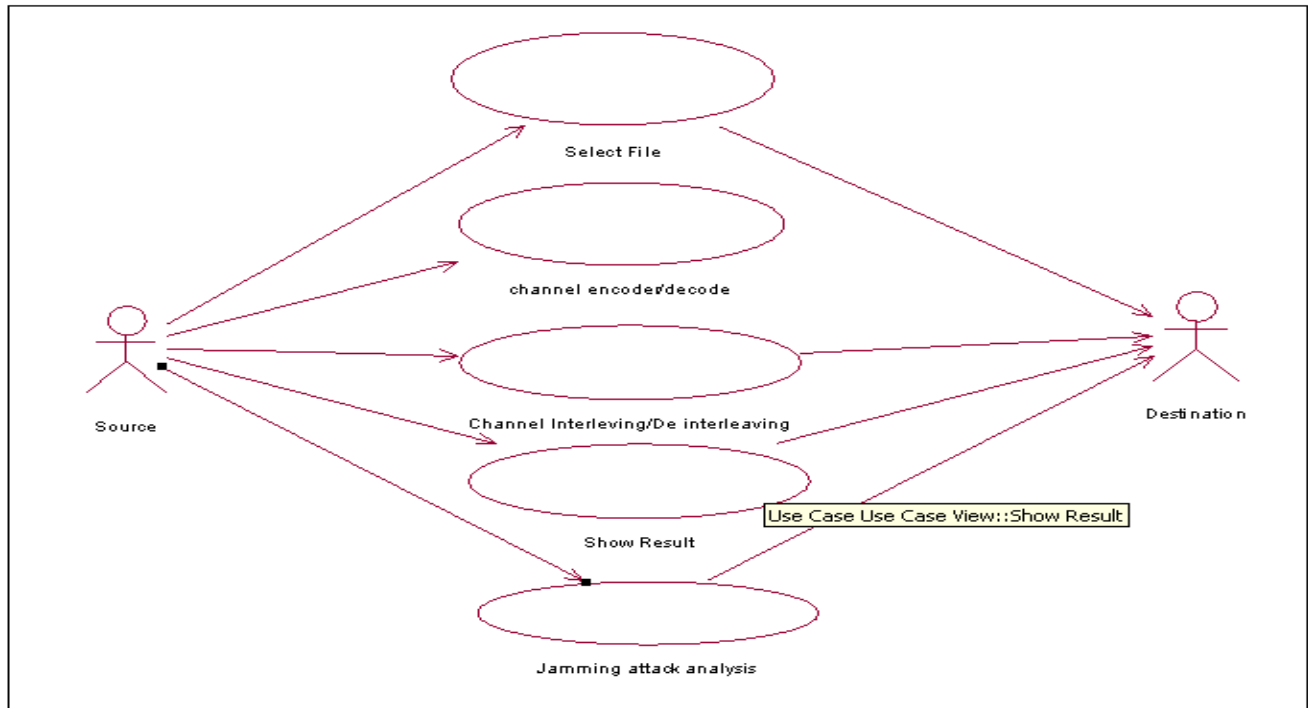 Select File
channel encoder/decode
Source
Channel Interleving/De interleaving
Destination
Use Case Use Case View::Show Result
Show Result
Jamming attack analysis